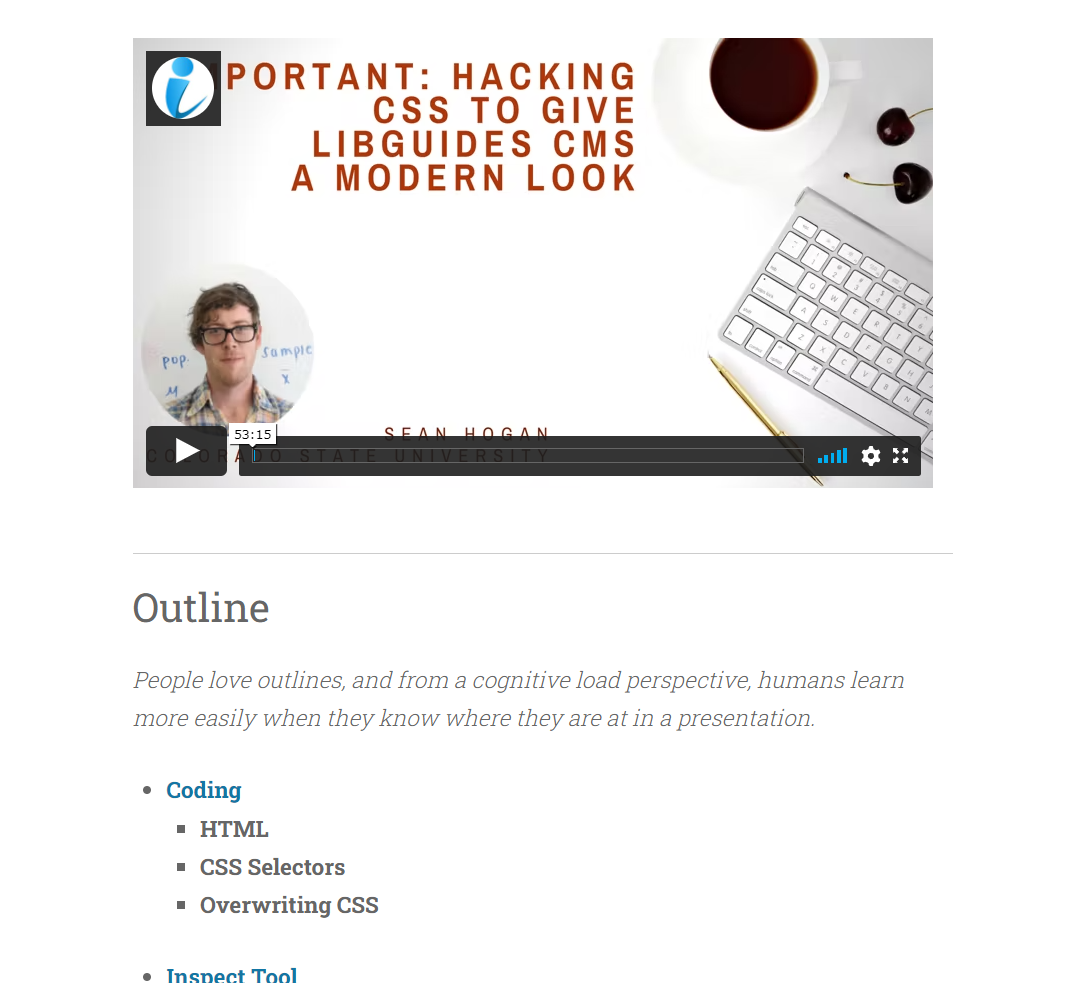 PORTANT: HACKING
CSS TO GIVE
LIBGUIDES CMS
A MODERN LOOK
pop.
sample
M
x̄
53:15
SEAN HOGAN
COLORADO STATE UNIVERSITY
Outline
People love outlines, and from a cognitive load perspective, humans learn
more easily when they know where they are at in a presentation.
Coding
HTML
CSS Selectors
Overwriting CSS
Inspect Tool